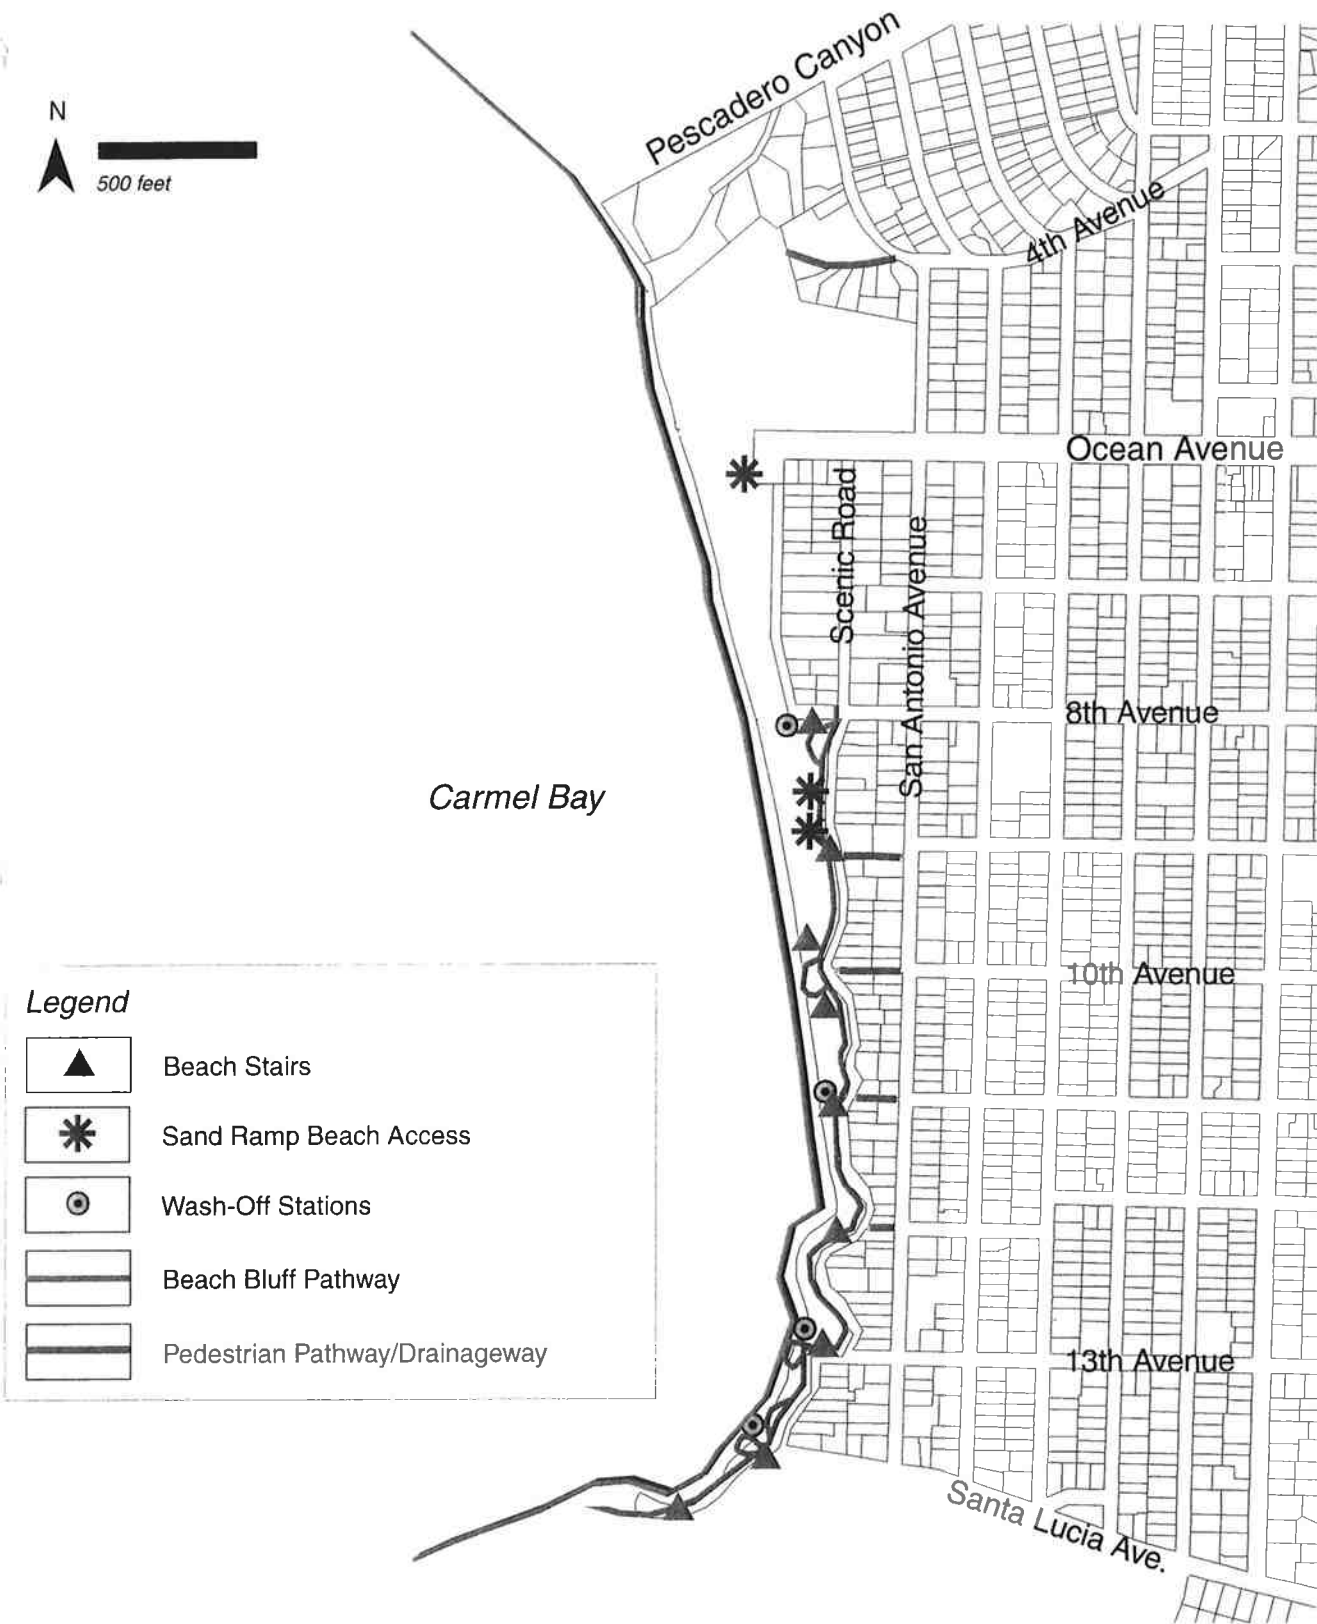 Pescadero Canyon
N
500 feet
4th Avenue
Ocean Avenue
Scenic Road
San Antonio Avenue
8th Avenue
Carmel Bay
10th Avenue
Legend
Beach Stairs
Sand Ramp Beach Access
Wash-Off Stations
Beach Bluff Pathway
Pedestrian Pathway/Drainageway
13th Avenue
Santa Lucia Ave.